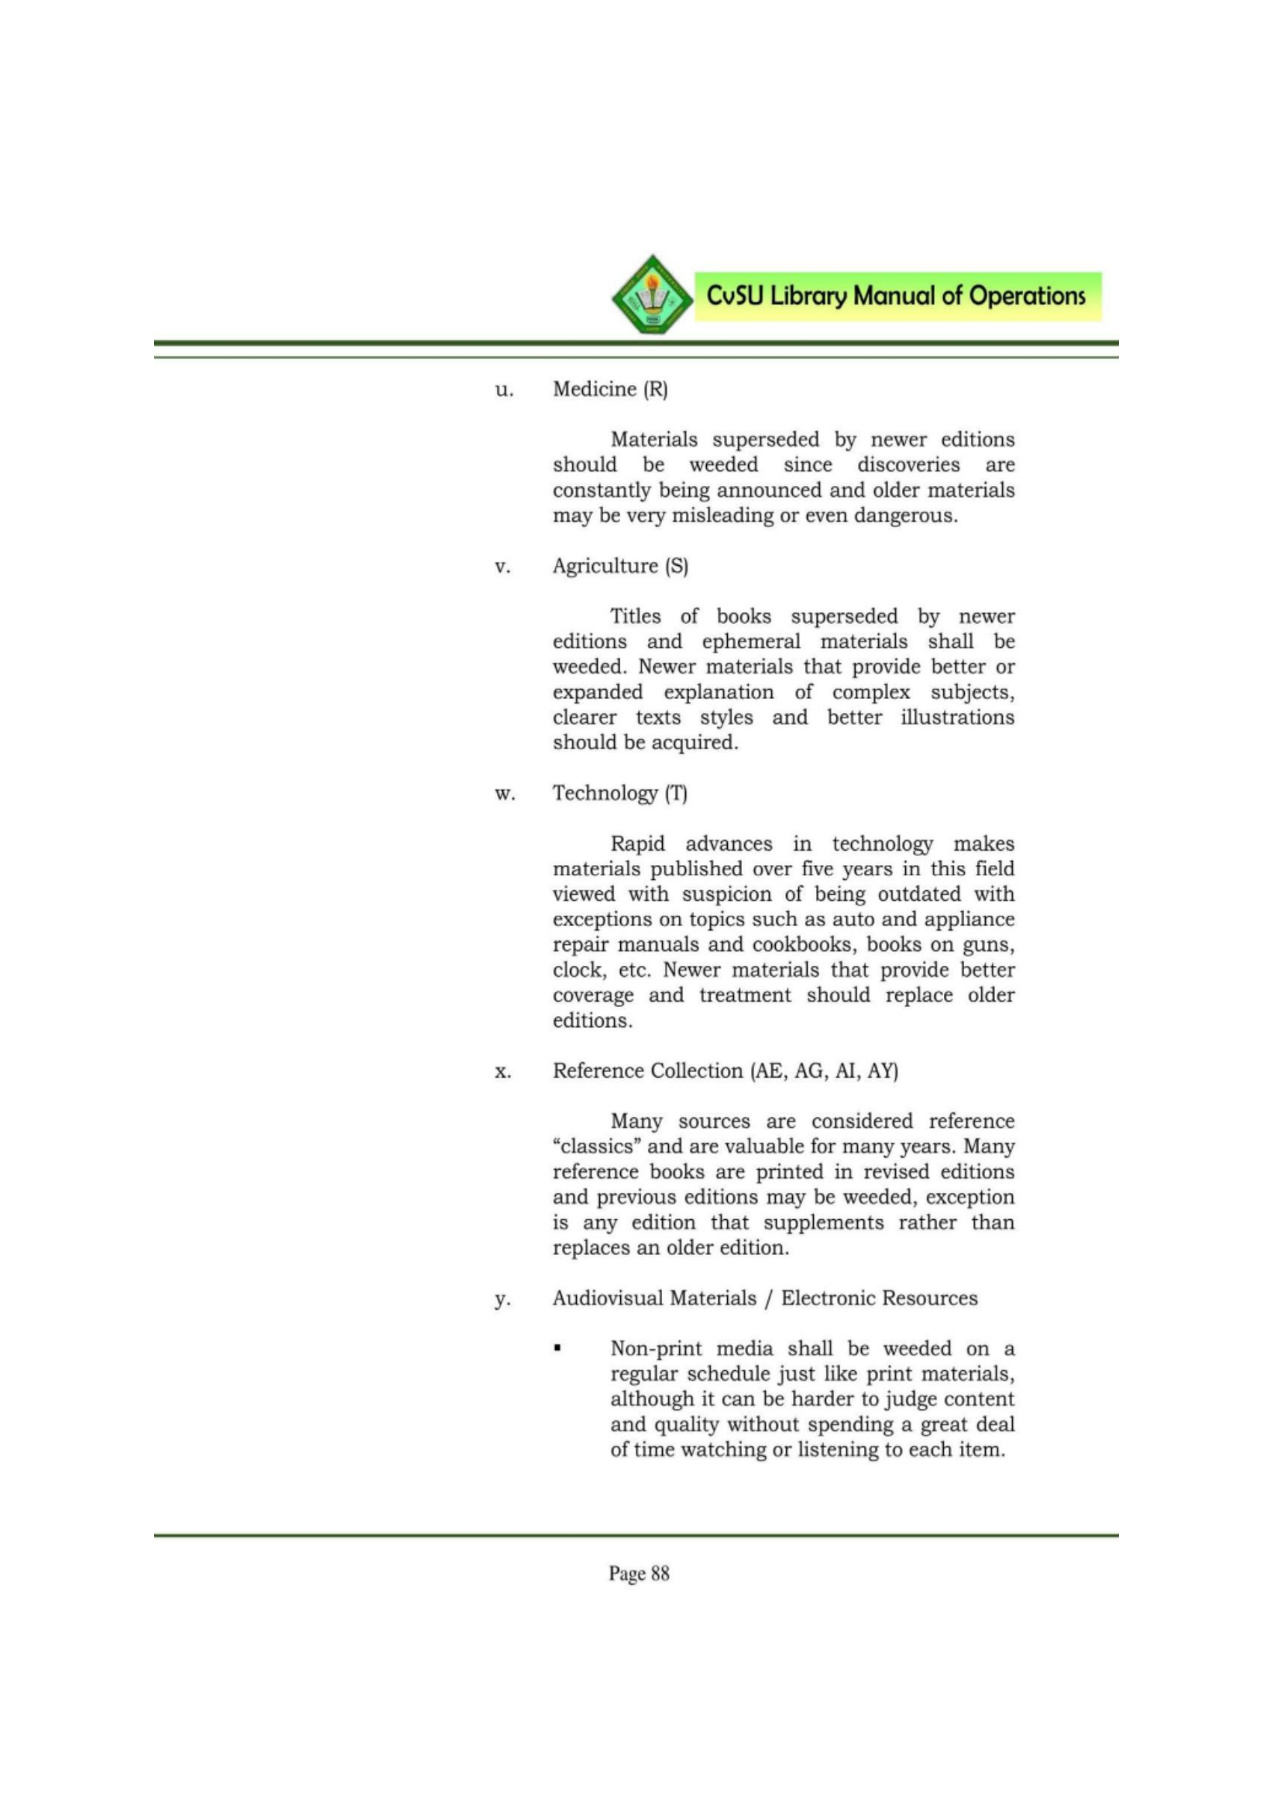 CvSU Library Manual of Operations
u. Medicine (R)
Materials superseded by newer editions
should be weeded since discoveries are
constantly being announced and older materials
may be very misleading or even dangerous.
v. Agriculture (S)
Titles of books superseded by newer
editions and ephemeral materials shall be
weeded. Newer materials that provide better or
expanded explanation of complex subjects,
clearer texts styles and better illustrations
should be acquired.
w. Technology (T)
Rapid advances in technology makes
materials published over five years in this field
viewed with suspicion of being outdated with
exceptions on topics such as auto and appliance
repair manuals and cookbooks, books on guns,
clock, etc. Newer materials that provide better
coverage and treatment should replace older
editions.
x. Reference Collection (AE, AG, AI, AY)
Many sources are considered reference
“classics” and are valuable for many years. Many
reference books are printed in revised editions
and previous editions may be weeded, exception
is any edition that supplements rather than
replaces an older edition.
y. Audiovisual Materials / Electronic Resources
▪ Non-print media shall be weeded on a
regular schedule just like print materials,
although it can be harder to judge content
and quality without spending a great deal
of time watching or listening to each item.
Page 88